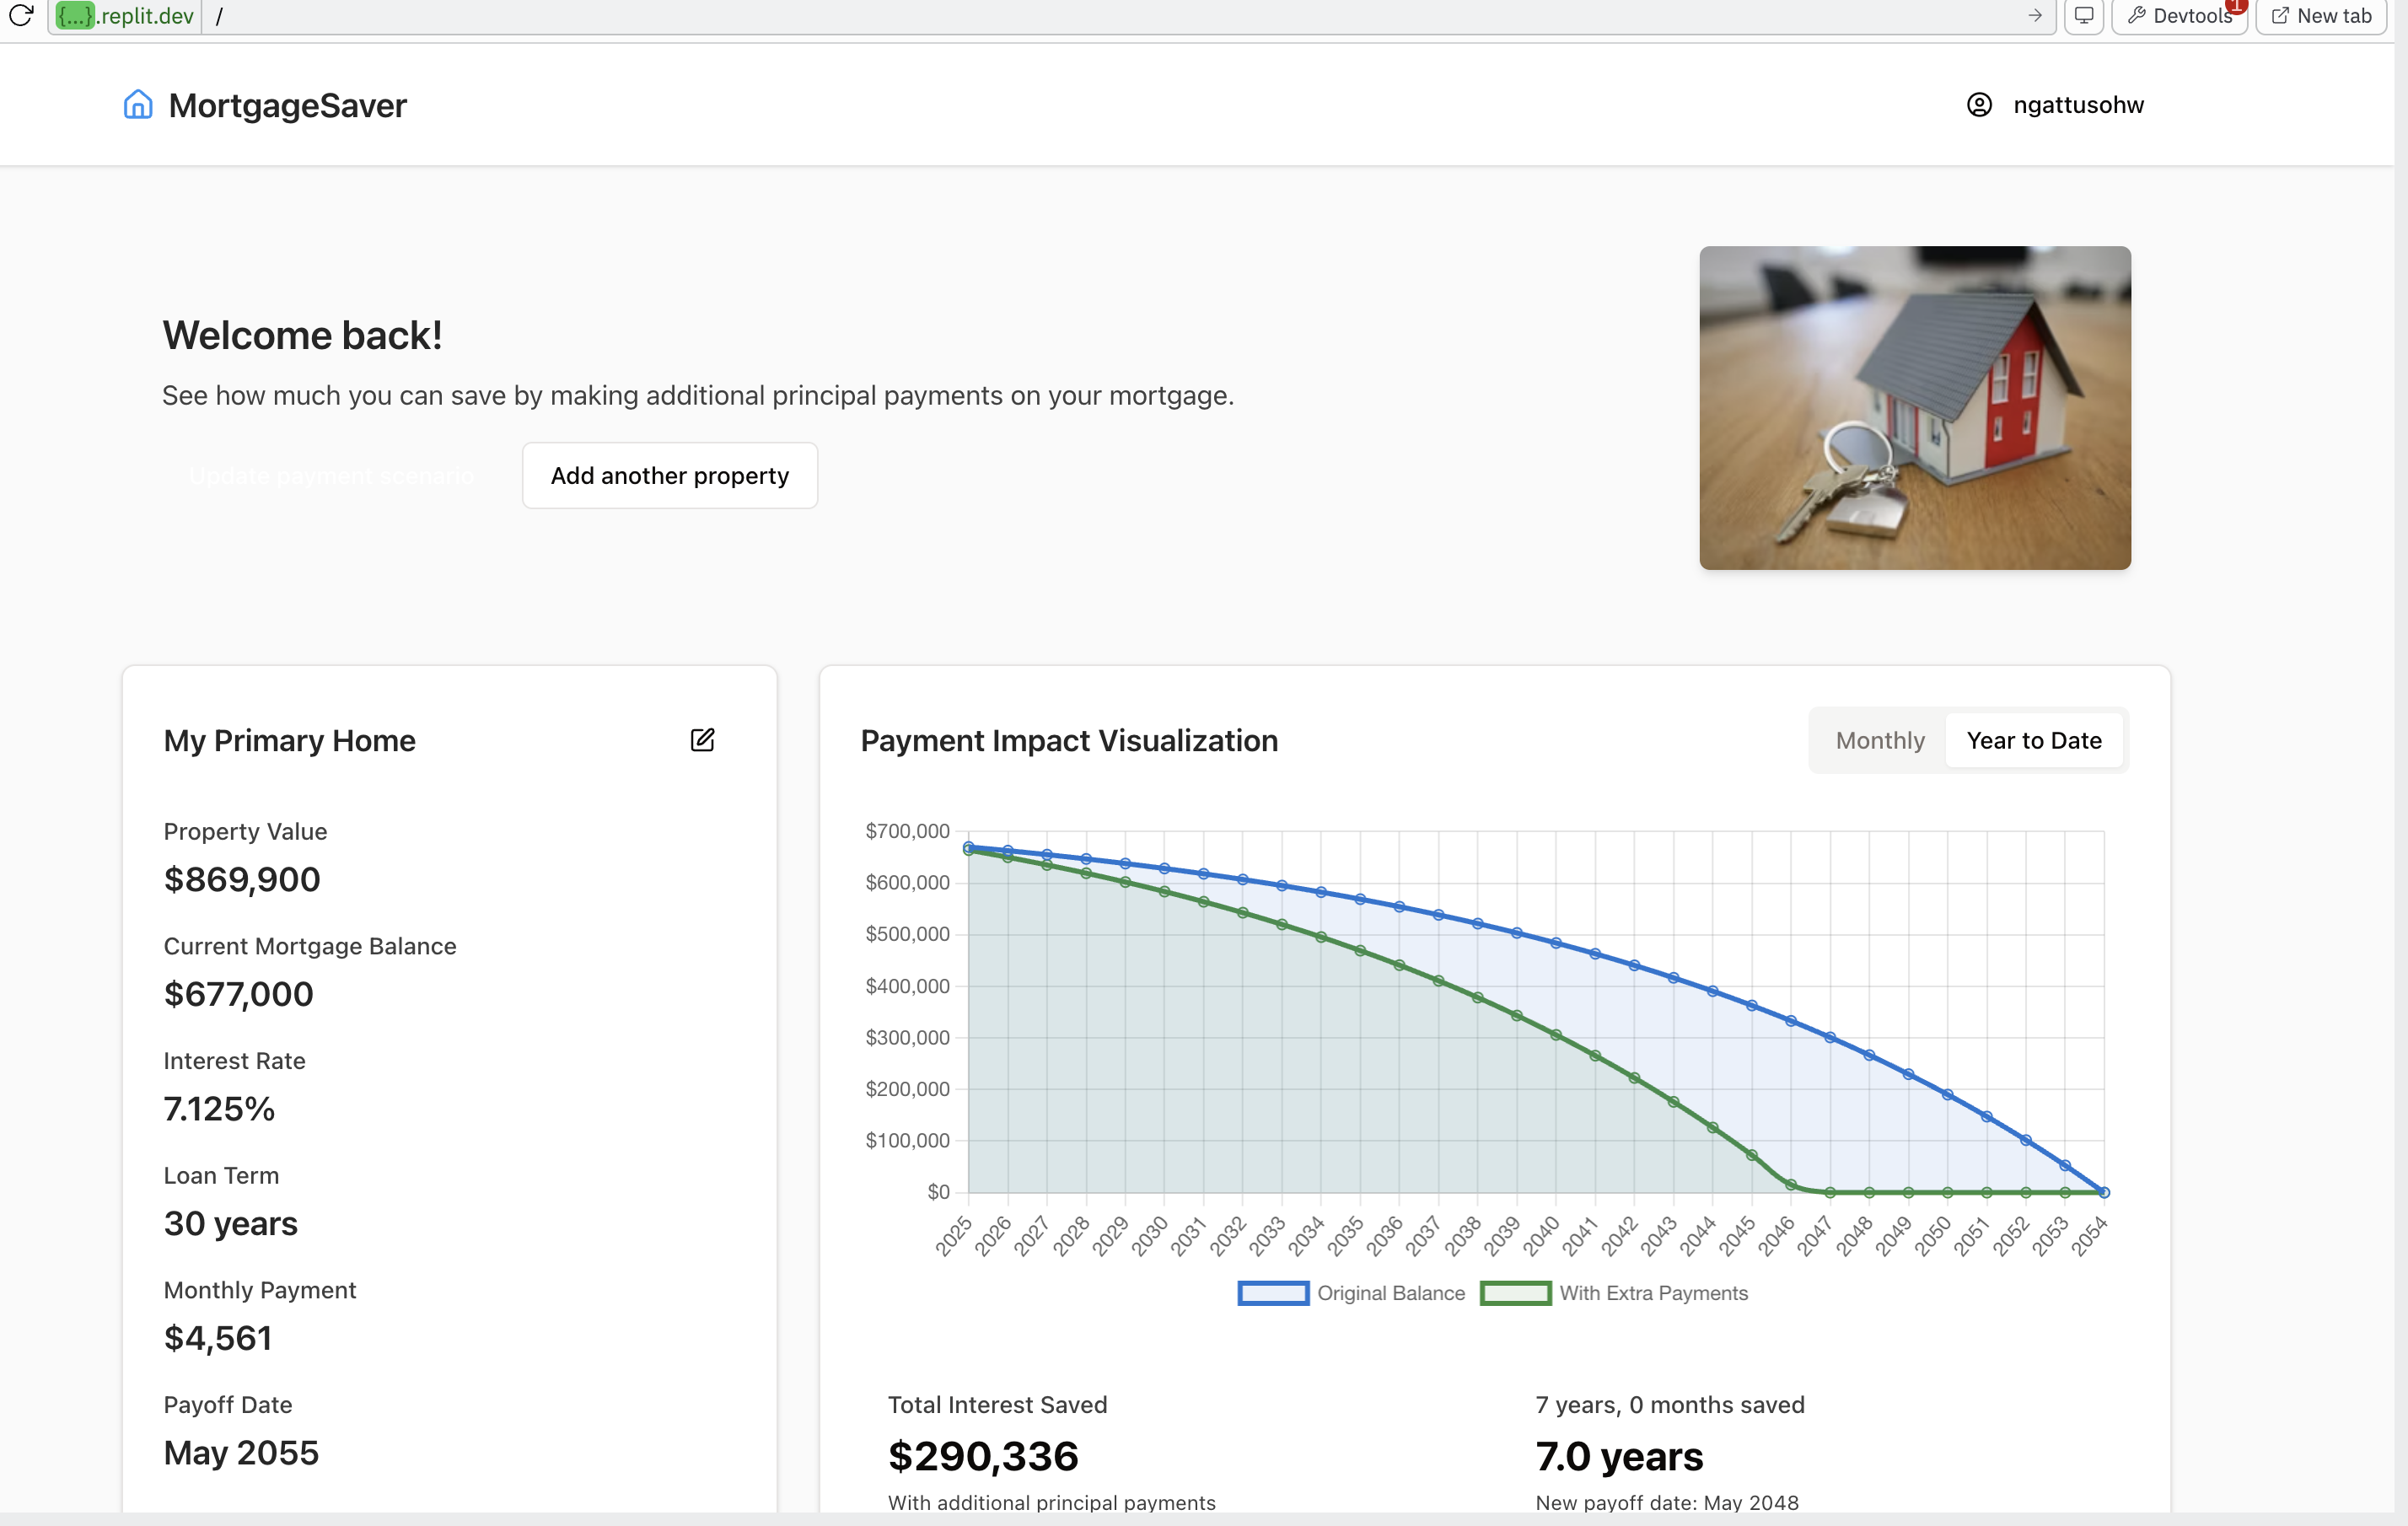 {...}.replit.dev /
Devtools 1
New tab
MortgageSaver
ngattusohw
Welcome back!
See how much you can save by making additional principal payments on your mortgage.
Update payment scenario
Add another property
My Primary Home
Property Value
$869,900
Current Mortgage Balance
$677,000
Interest Rate
7.125%
Loan Term
30 years
Monthly Payment
$4,561
Payoff Date
May 2055
Payment Impact Visualization
Monthly
Year to Date
$700,000
$600,000
$500,000
$400,000
$300,000
$200,000
$100,000
$0
2025 2026 2027 2028 2029 2030 2031 2032 2033 2034 2035 2036 2037 2038 2039 2040 2041 2042 2043 2044 2045 2046 2047 2048 2049 2050 2051 2052 2053 2054
Original Balance
With Extra Payments
Total Interest Saved
$290,336
With additional principal payments
7 years, 0 months saved
7.0 years
New payoff date: May 2048